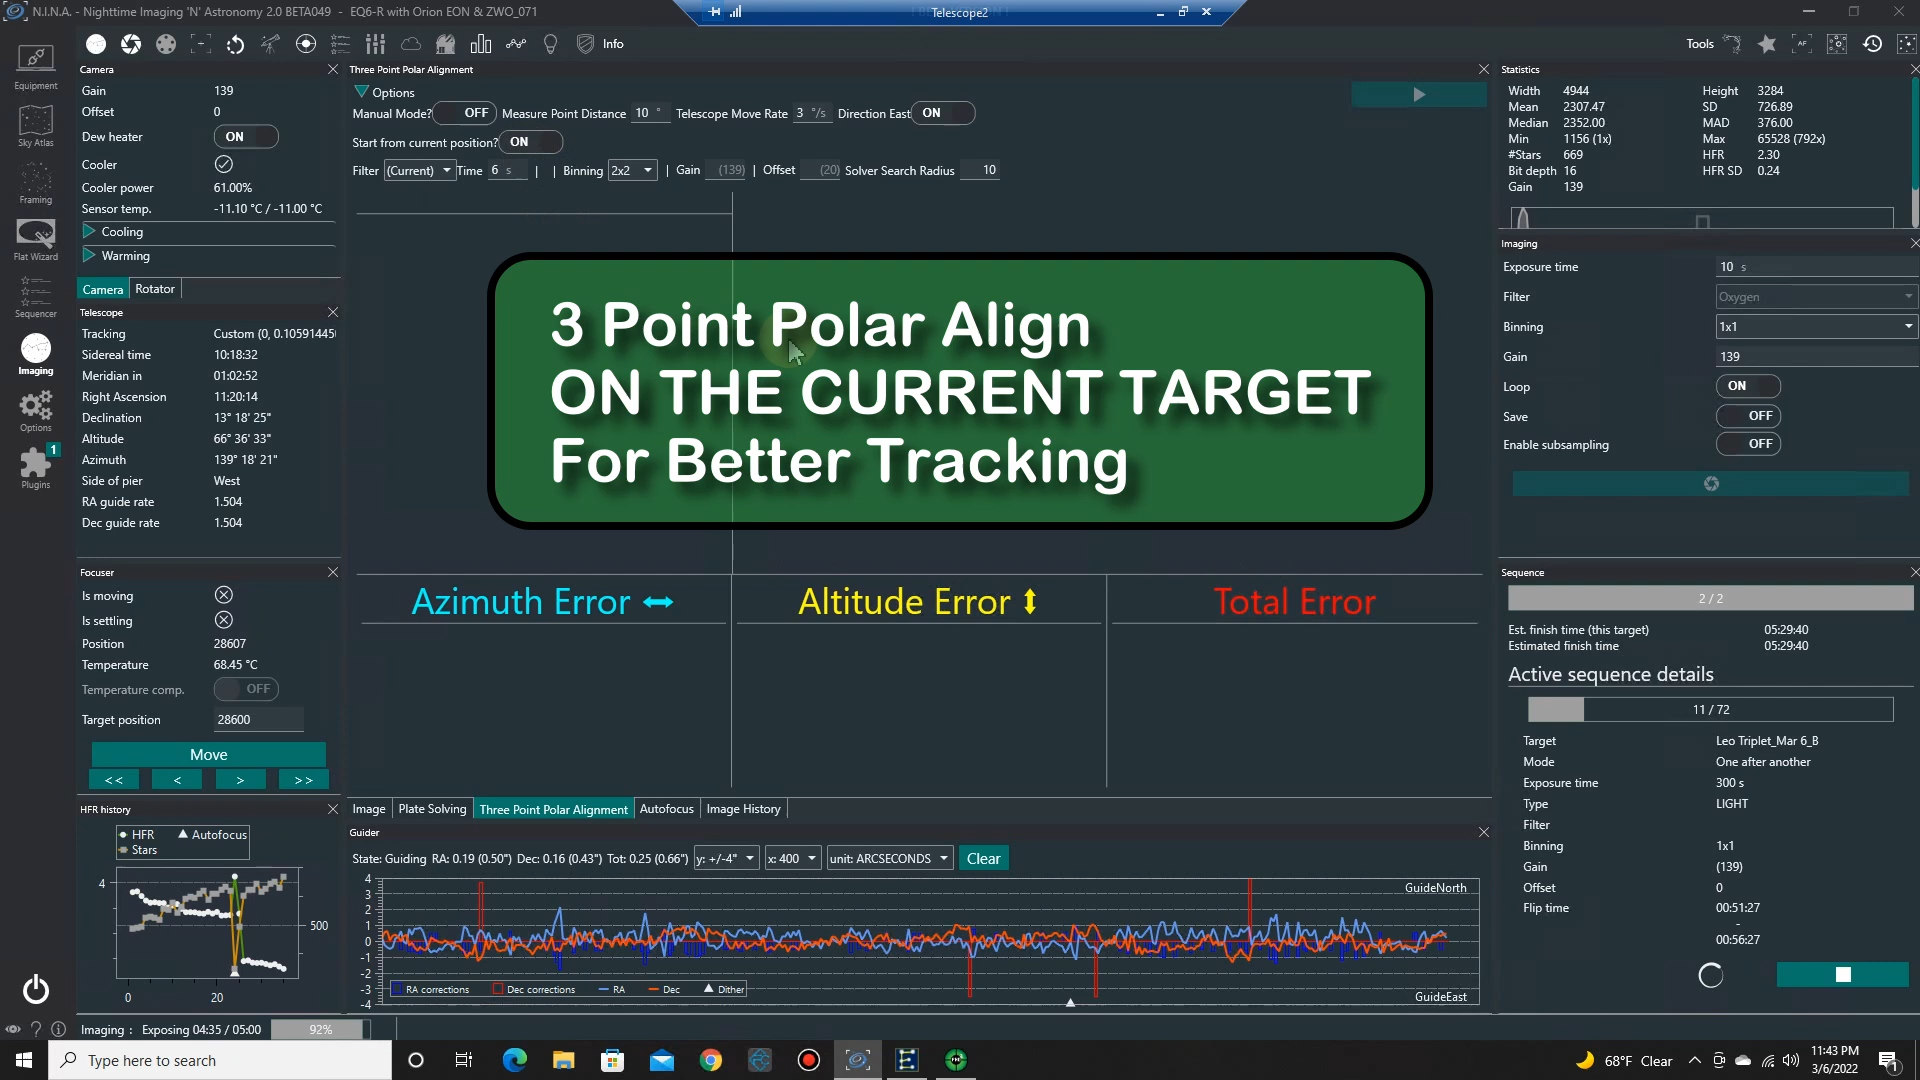 N.I.N.A. - Nighttime Imaging 'N' Astronomy 2.0 BETA049 - EQ6-R with Orion EON & ZWO_071
Telescope2
Info
Tools
Equipment
Sky Atlas
Framing
Flat Wizard
Sequencer
Imaging
Options
1
Plugins
Camera
Gain 139
Offset 0
Dew heater ON
Cooler
Cooler power 61.00%
Sensor temp. -11.10 °C / -11.00 °C
Cooling
Warming
Camera Rotator
Telescope
Tracking Custom (0, 0.10591445
Sidereal time 10:18:32
Meridian in 01:02:52
Right Ascension 11:20:14
Declination 13° 18' 25"
Altitude 66° 36' 33"
Azimuth 139° 18' 21"
Side of pier West
RA guide rate 1.504
Dec guide rate 1.504
Focuser
Is moving
Is settling
Position 28607
Temperature 68.45 °C
Temperature comp. OFF
Target position 28600
Move
<< < > >>
HFR history
HFR Autofocus
Stars
4
500
0 20
Three Point Polar Alignment
Options
Manual Mode? OFF Measure Point Distance 10 ° Telescope Move Rate 3 °/s Direction East ON
Start from current position? ON
Filter (Current) Time 6 s | | Binning 2x2 | Gain (139) | Offset (20) Solver Search Radius 10
3 Point Polar Align
ON THE CURRENT TARGET
For Better Tracking
Azimuth Error Altitude Error Total Error
Image Plate Solving Three Point Polar Alignment Autofocus Image History
Guider
State: Guiding RA: 0.19 (0.50") Dec: 0.16 (0.43") Tot: 0.25 (0.66") y: +/-4" x: 400 unit: ARCSECONDS Clear
4
3
2
1
0
-1
-2
-3
-4
GuideNorth
GuideEast
RA corrections Dec corrections RA Dec Dither
Statistics
Width 4944 Height 3284
Mean 2307.47 SD 726.89
Median 2352.00 MAD 376.00
Min 1156 (1x) Max 65528 (792x)
#Stars 669 HFR 2.30
Bit depth 16 HFR SD 0.24
Gain 139
Imaging
Exposure time 10 s
Filter Oxygen
Binning 1x1
Gain 139
Loop ON
Save OFF
Enable subsampling OFF
Sequence
2 / 2
Est. finish time (this target) 05:29:40
Estimated finish time 05:29:40
Active sequence details
11 / 72
Target Leo Triplet_Mar 6_B
Mode One after another
Exposure time 300 s
Type LIGHT
Filter
Binning 1x1
Gain (139)
Offset 0
Flip time 00:51:27
-
00:56:27
Imaging : Exposing 04:35 / 05:00 92%
Type here to search
68°F Clear
11:43 PM
3/6/2022
1